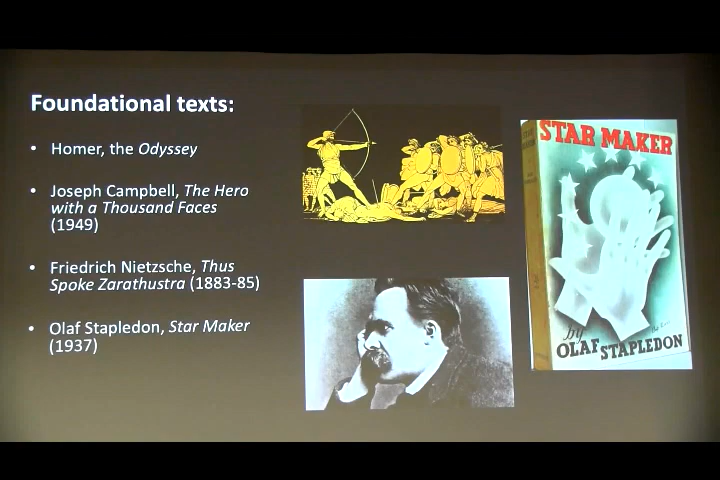 Foundational texts:
• Homer, the Odyssey
• Joseph Campbell, The Hero
with a Thousand Faces
(1949)
• Friedrich Nietzsche, Thus
Spoke Zarathustra (1883-85)
• Olaf Stapledon, Star Maker
(1937)
STAR MAKER
by
OLAF STAPLEDON